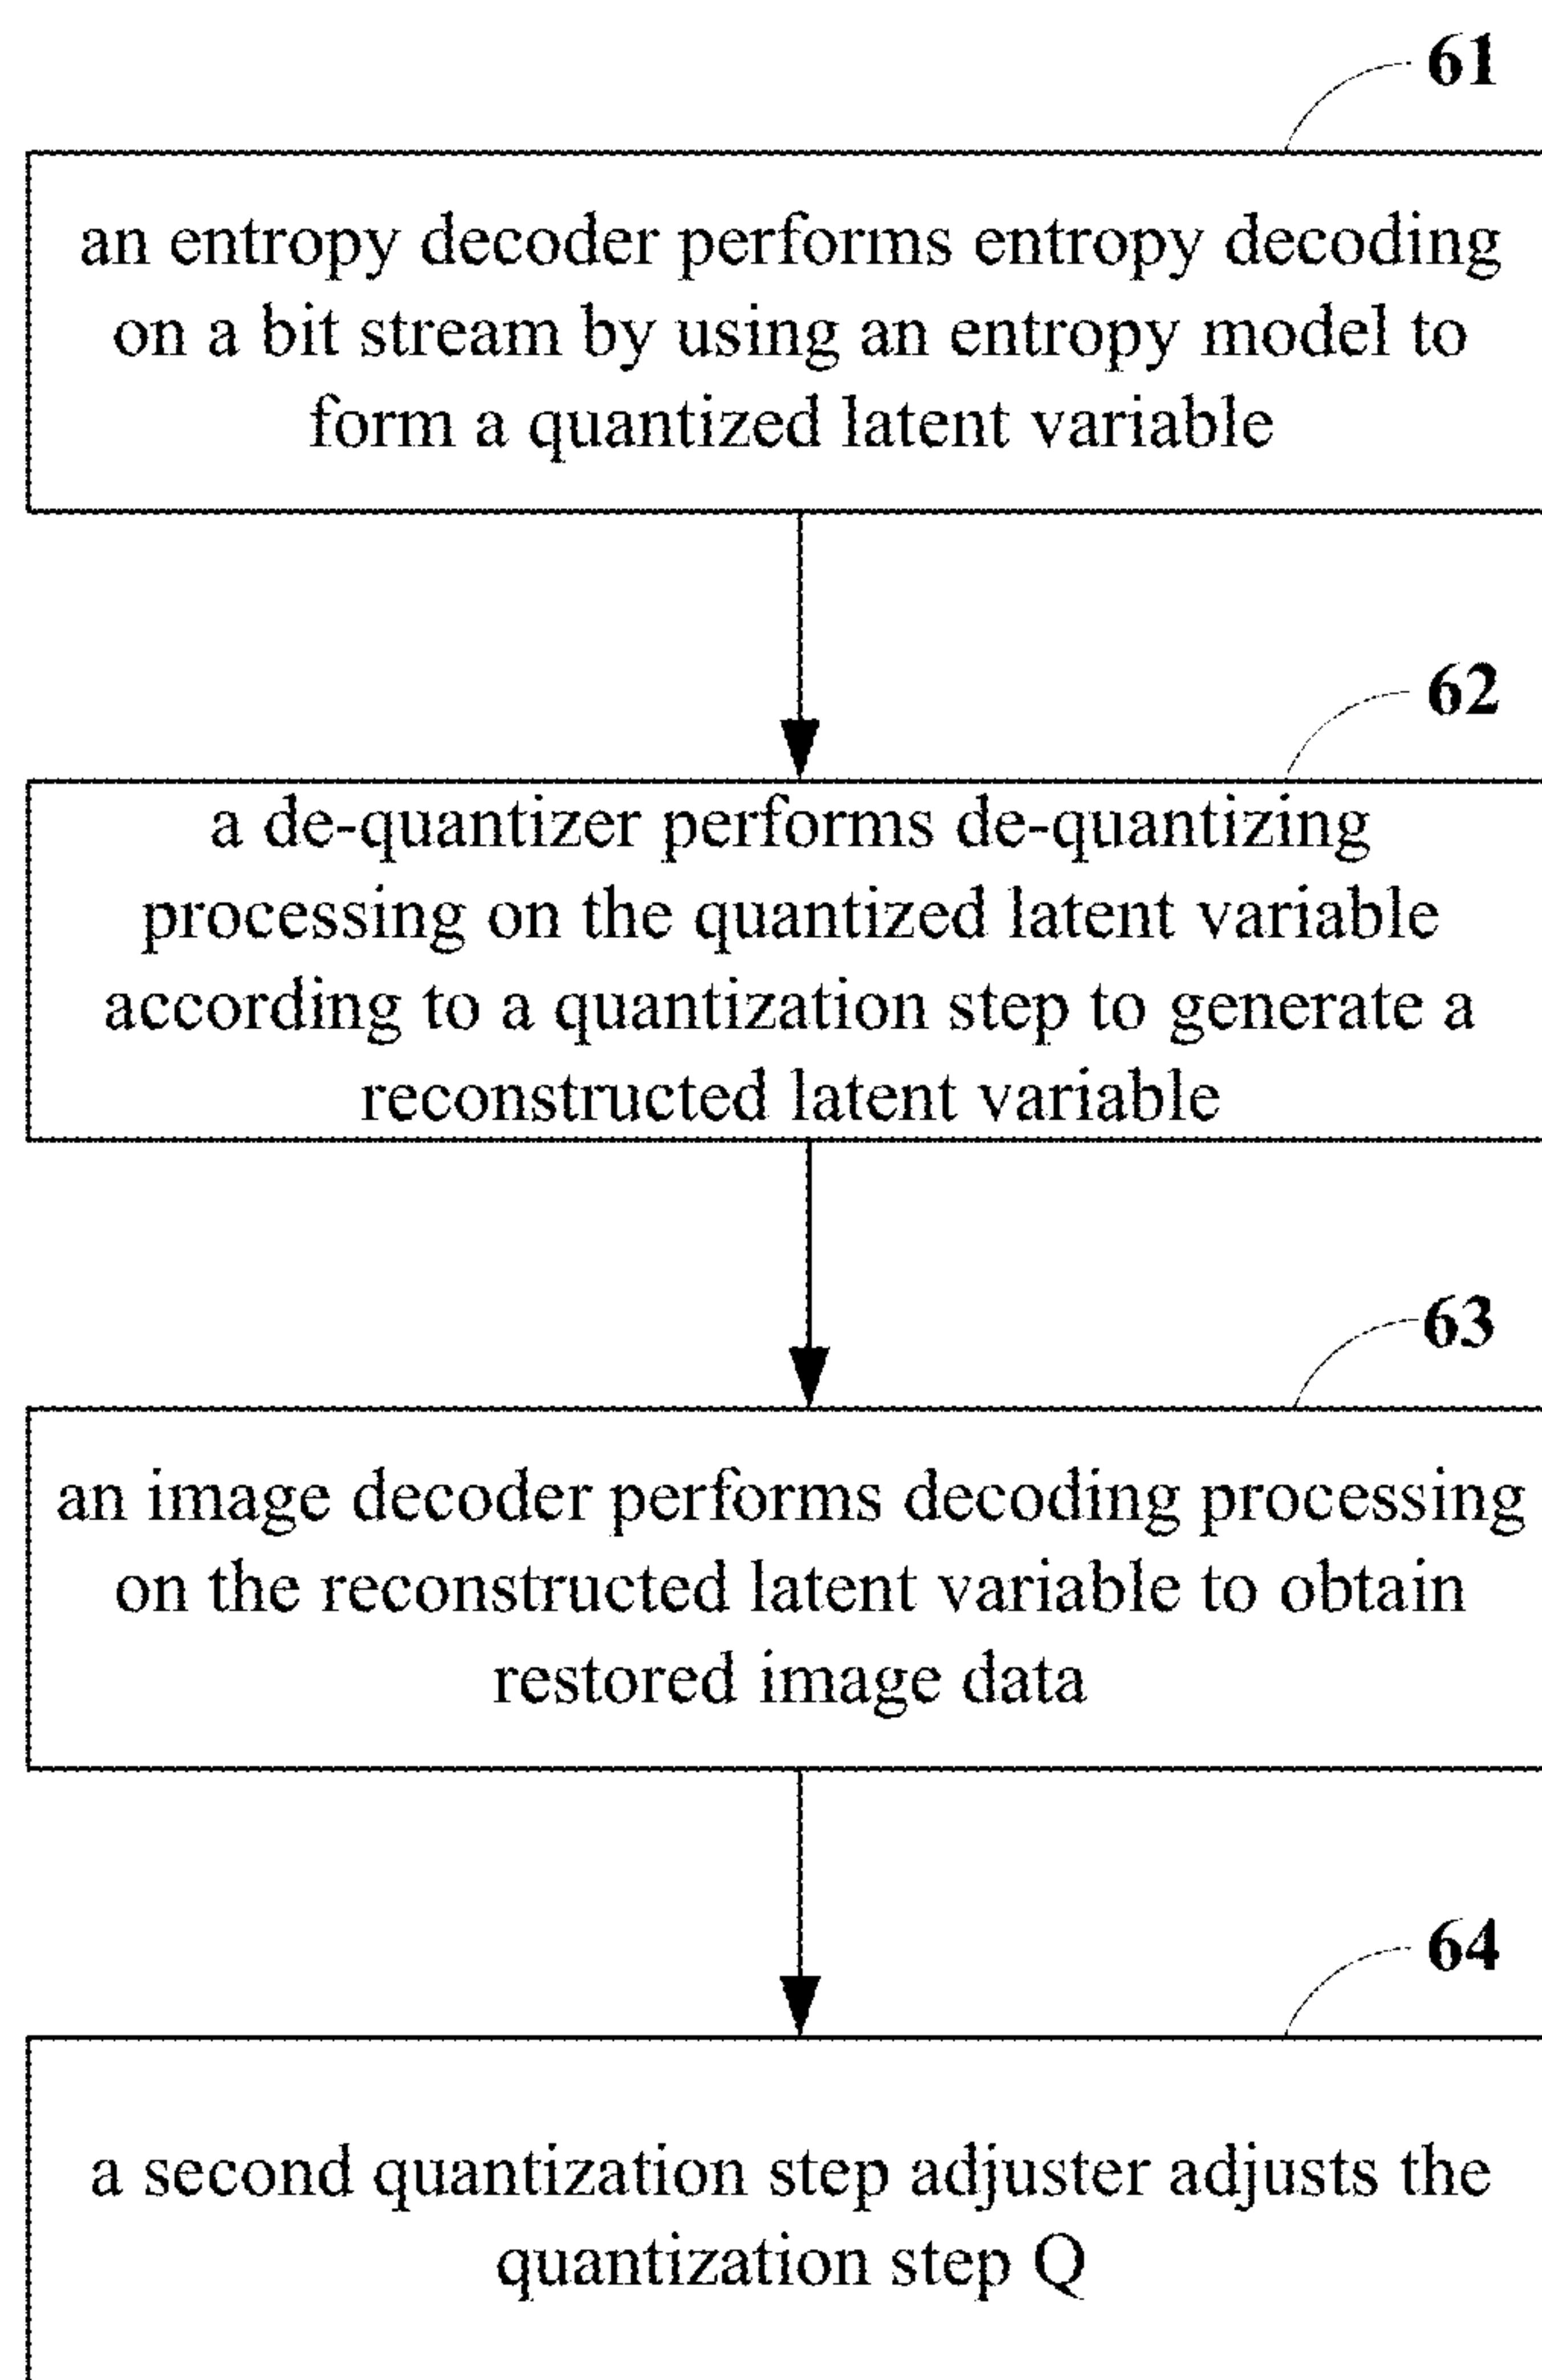 61
an entropy decoder performs entropy decoding
on a bit stream by using an entropy model to
form a quantized latent variable
62
a de-quantizer performs de-quantizing
processing on the quantized latent variable
according to a quantization step to generate a
reconstructed latent variable
63
an image decoder performs decoding processing
on the reconstructed latent variable to obtain
restored image data
64
a second quantization step adjuster adjusts the
quantization step Q